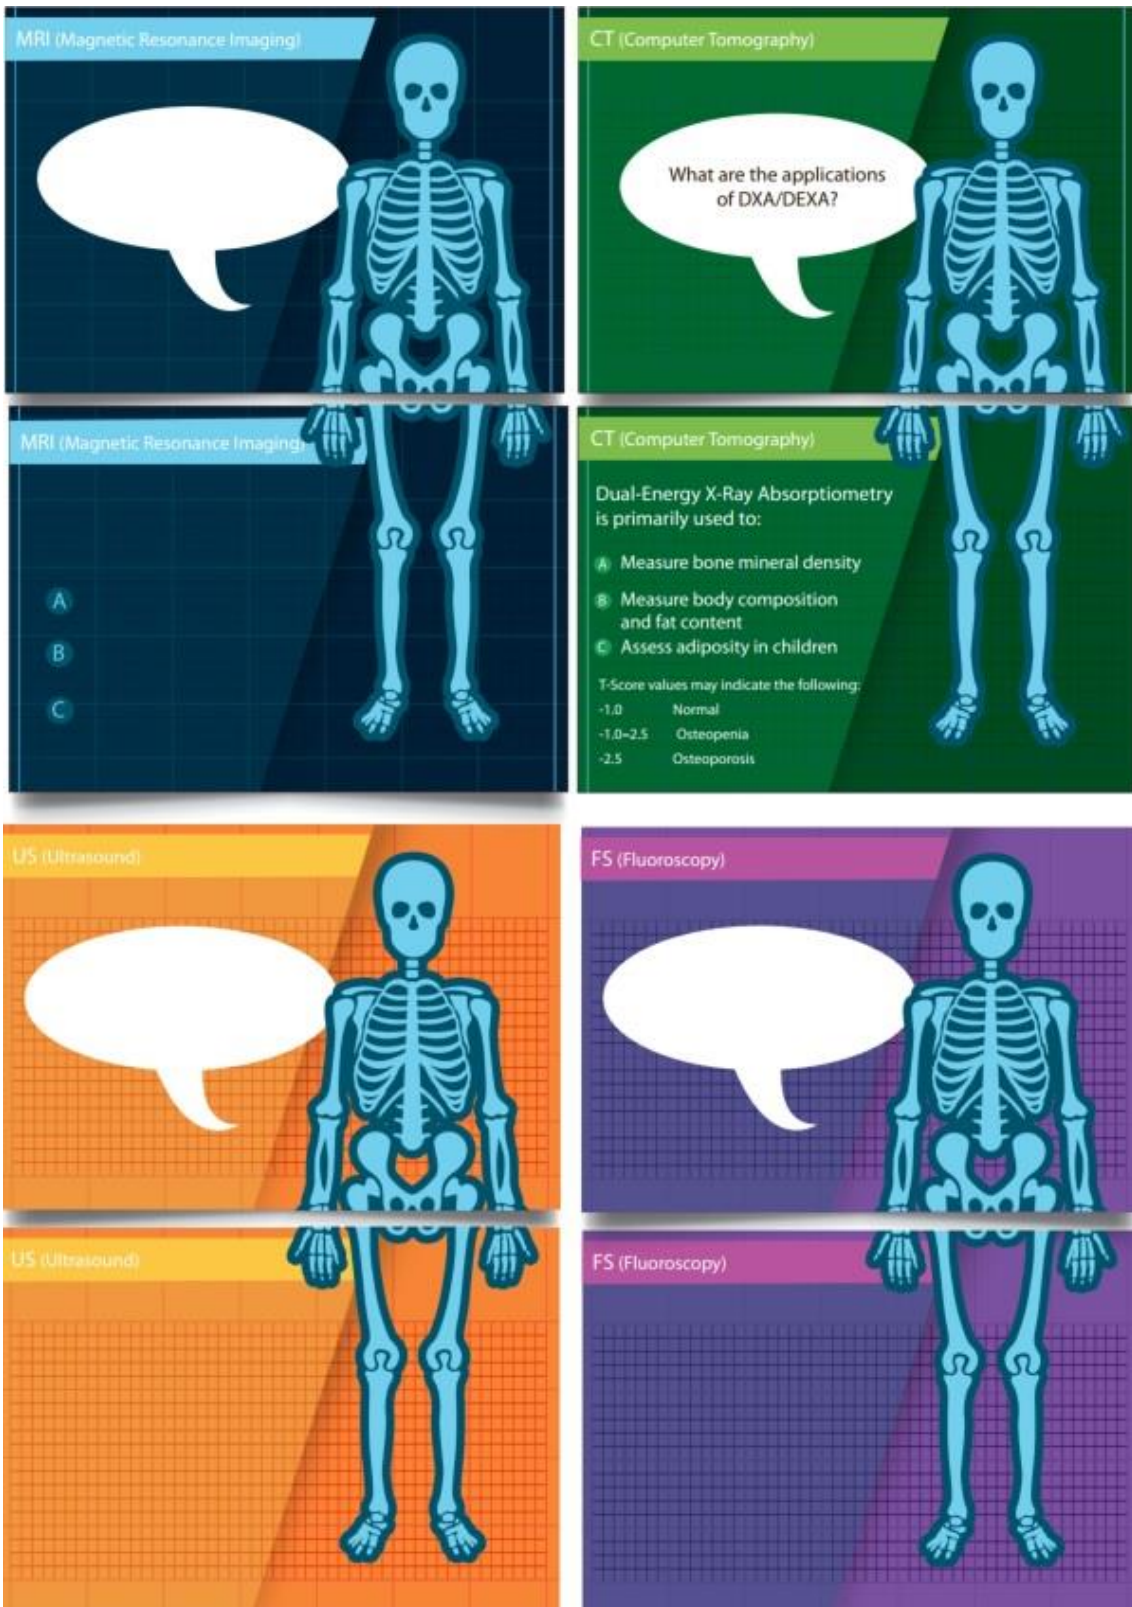 MRI (Magnetic Resonance Imaging)
CT (Computer Tomography)
What are the applications
of DXA/DEXA?
MRI (Magnetic Resonance Imaging)
A
B
C
CT (Computer Tomography)
Dual-Energy X-Ray Absorptiometry
is primarily used to:
A Measure bone mineral density
B Measure body composition
and fat content
C Assess adiposity in children
T-Score values may indicate the following:
-1.0 Normal
-1.0–2.5 Osteopenia
-2.5 Osteoporosis
US (Ultrasound)
FS (Fluoroscopy)
US (Ultrasound)
FS (Fluoroscopy)